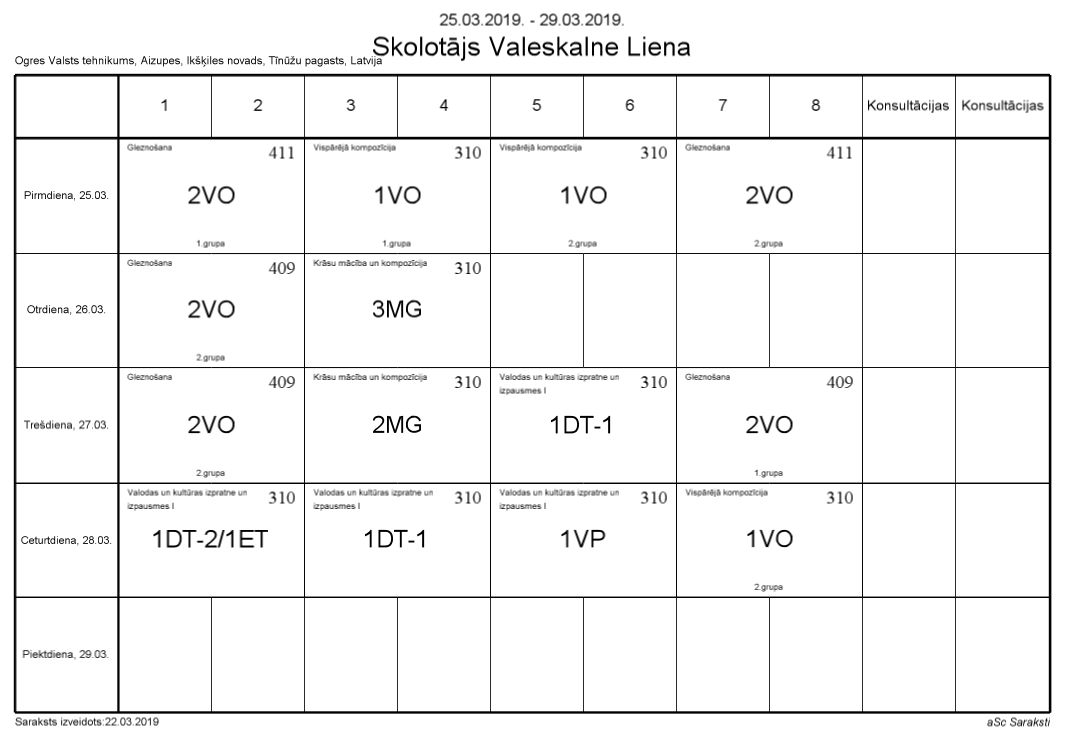 25.03.2019. - 29.03.2019.
Skolotājs Valeskalne Liena
Ogres Valsts tehnikums, Aizupes, Ikšķiles novads, Tīnūžu pagasts, Latvija
1 2 3 4 5 6 7 8 Konsultācijas Konsultācijas
Gleznošana 411 Vispārējā kompozīcija 310 Vispārējā kompozīcija 310 Gleznošana 411
Pirmdiena, 25.03. 2VO 1VO 1VO 2VO
1.grupa 1.grupa 2.grupa 2.grupa
Gleznošana 409 Krāsu mācība un kompozīcija 310
Otrdiena, 26.03. 2VO 3MG
2.grupa
Gleznošana 409 Krāsu mācība un kompozīcija 310 Valodas un kultūras izpratne un 310 Gleznošana 409
izpausmes I
Trešdiena, 27.03. 2VO 2MG 1DT-1 2VO
2.grupa 1.grupa
Valodas un kultūras izpratne un 310 Valodas un kultūras izpratne un 310 Valodas un kultūras izpratne un 310 Vispārējā kompozīcija 310
izpausmes I izpausmes I izpausmes I
Ceturtdiena, 28.03. 1DT-2/1ET 1DT-1 1VP 1VO
2.grupa
Piektdiena, 29.03.
Saraksts izveidots:22.03.2019 aSc Saraksti